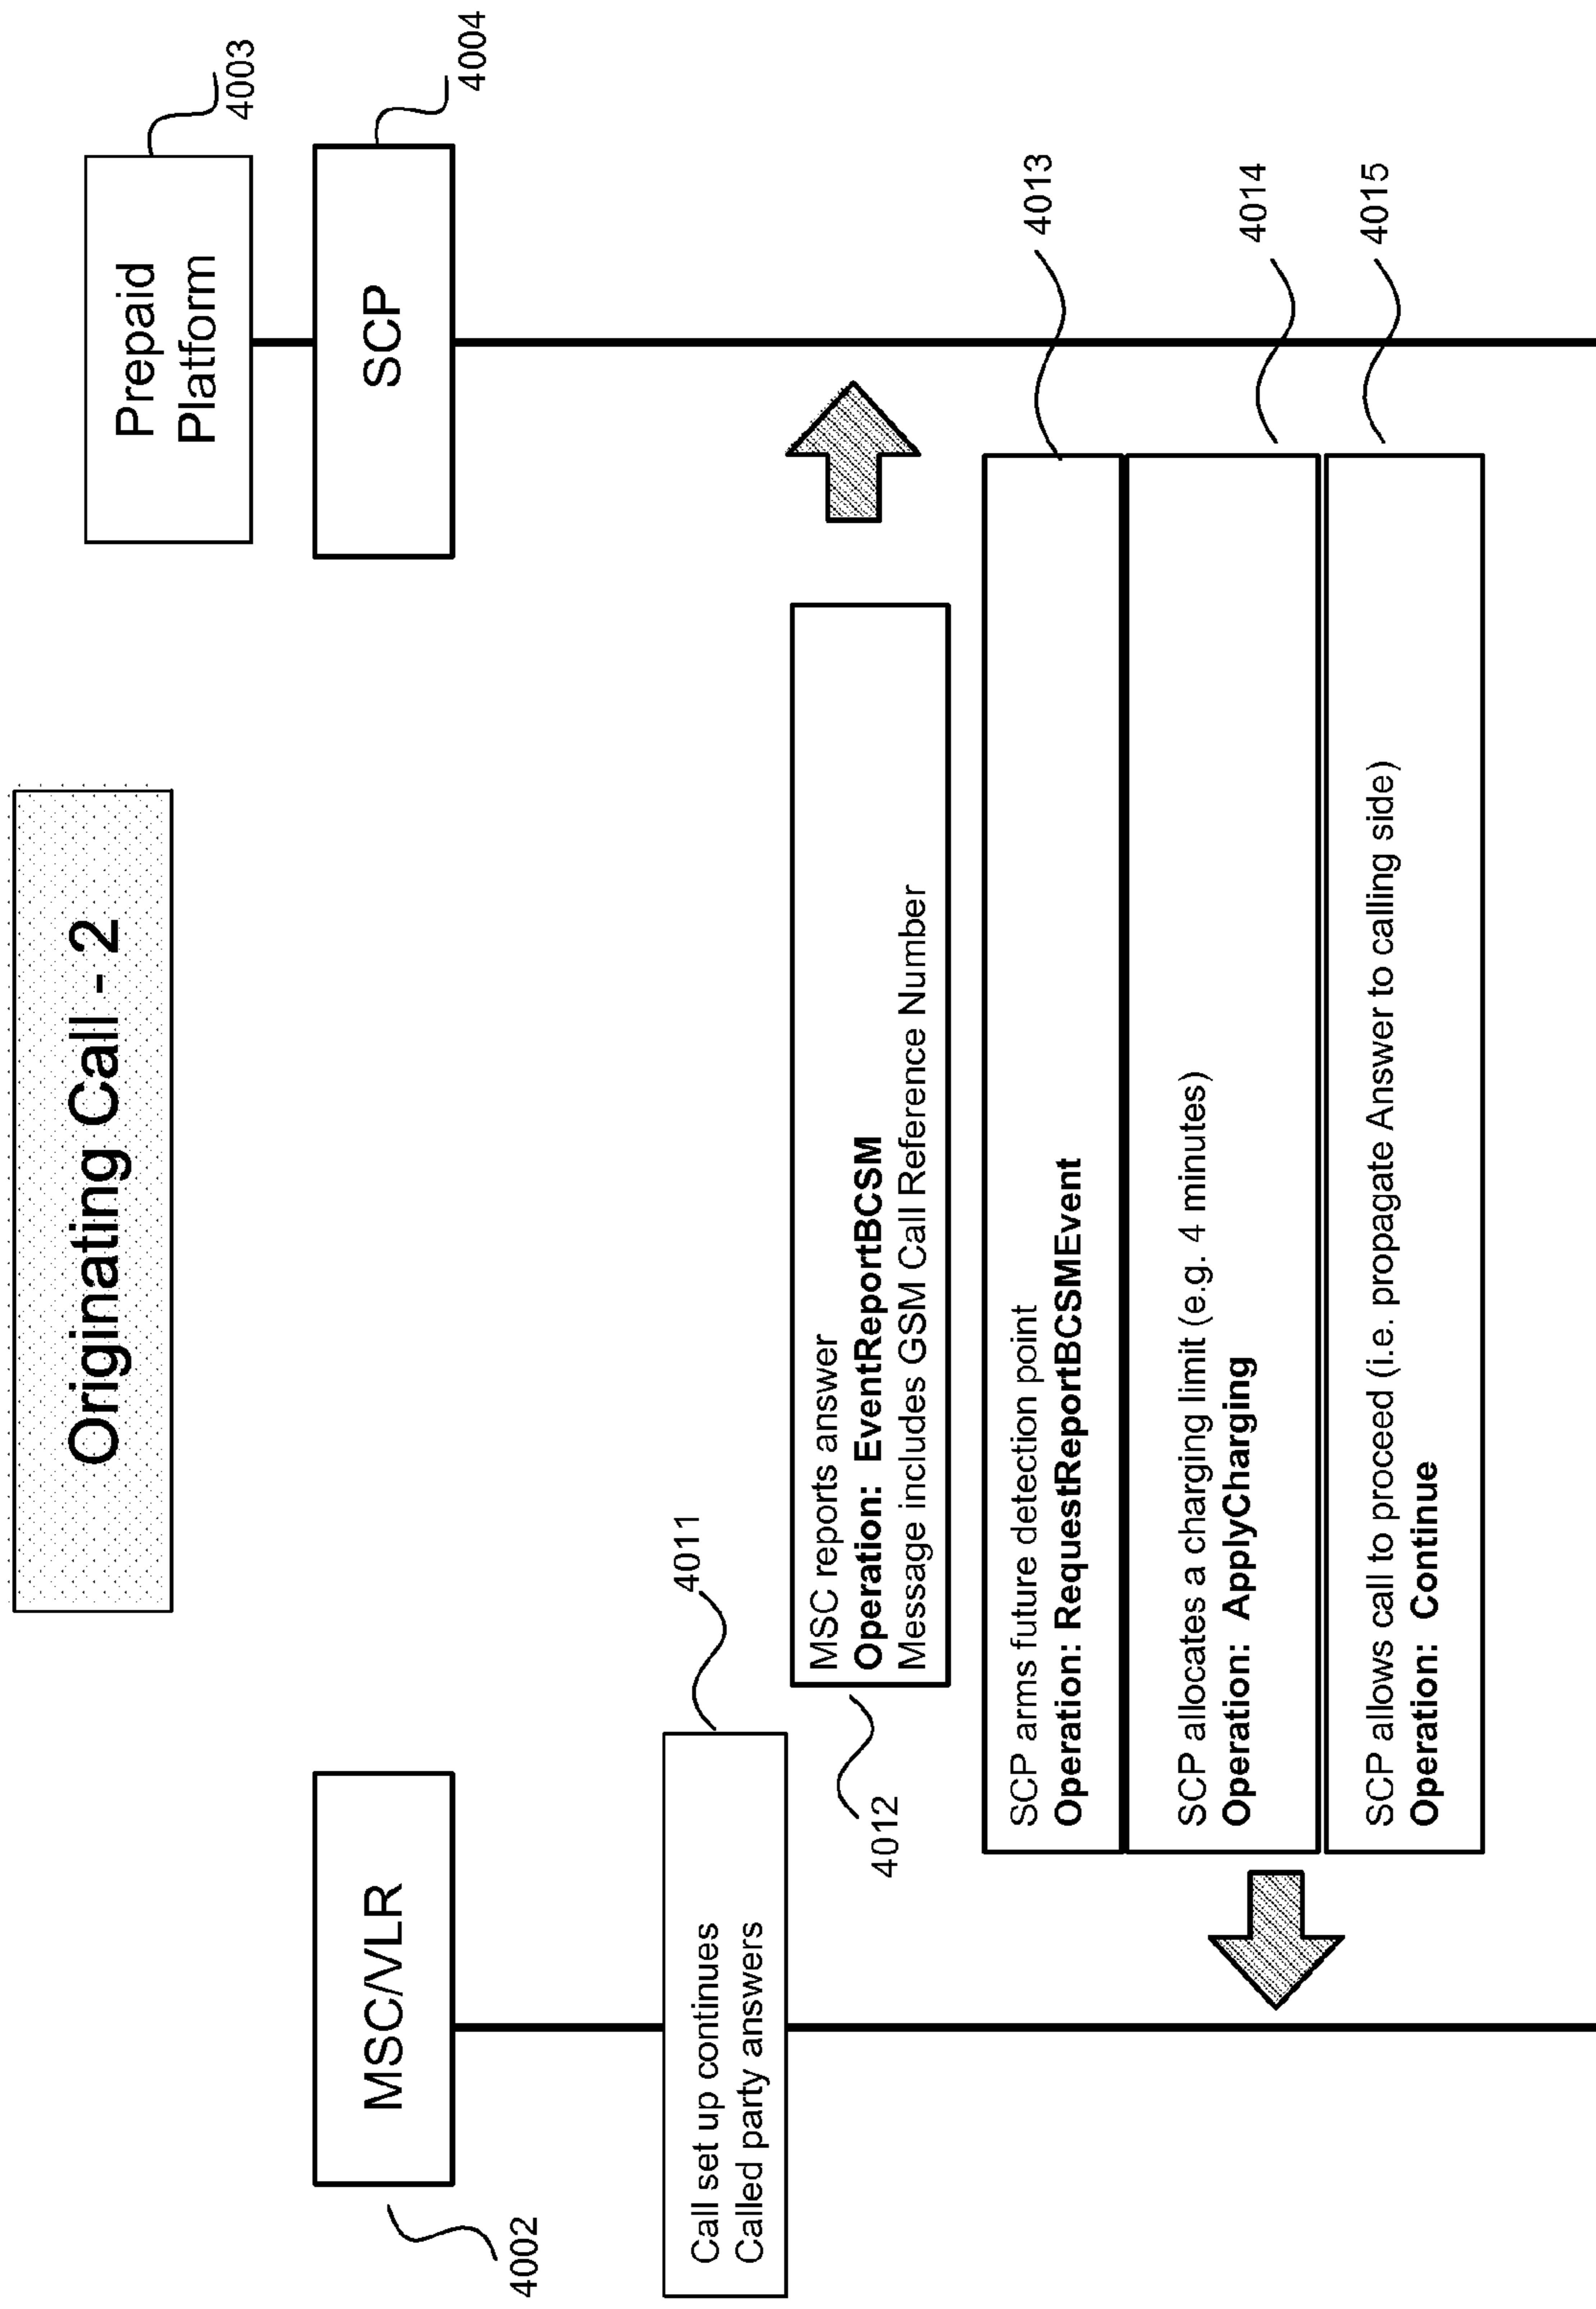 Originating Call - 2
Prepaid
Platform
4003
MSC/VLR
SCP
4002
4004
4011
Call set up continues
Called party answers
MSC reports answer
Operation: EventReportBCSM
Message includes GSM Call Reference Number
4012
SCP arms future detection point
Operation: RequestReportBCSMEvent
4013
SCP allocates a charging limit (e.g. 4 minutes)
Operation: ApplyCharging
4014
SCP allows call to proceed (i.e. propagate Answer to calling side)
Operation: Continue
4015